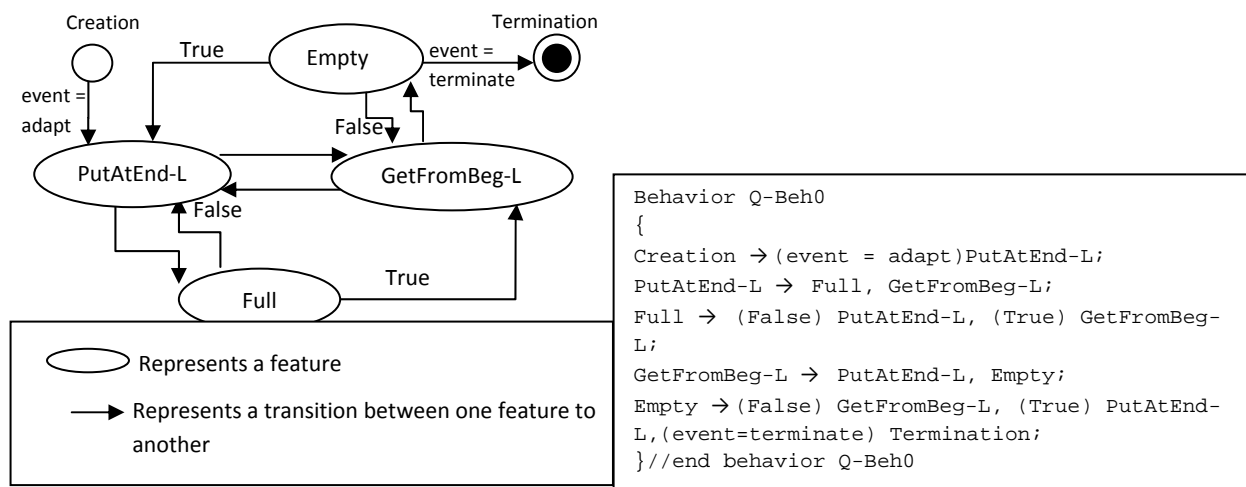 Creation
Termination
True
Empty
event =
terminate
event =
adapt
False
PutAtEnd-L
GetFromBeg-L
False
True
Full
Represents a feature
Represents a transition between one feature to
another
Behavior Q-Beh0
{
Creation → (event = adapt)PutAtEnd-L;
PutAtEnd-L → Full, GetFromBeg-L;
Full → (False) PutAtEnd-L, (True) GetFromBeg-
L;
GetFromBeg-L → PutAtEnd-L, Empty;
Empty → (False) GetFromBeg-L, (True) PutAtEnd-
L,(event=terminate) Termination;
}//end behavior Q-Beh0